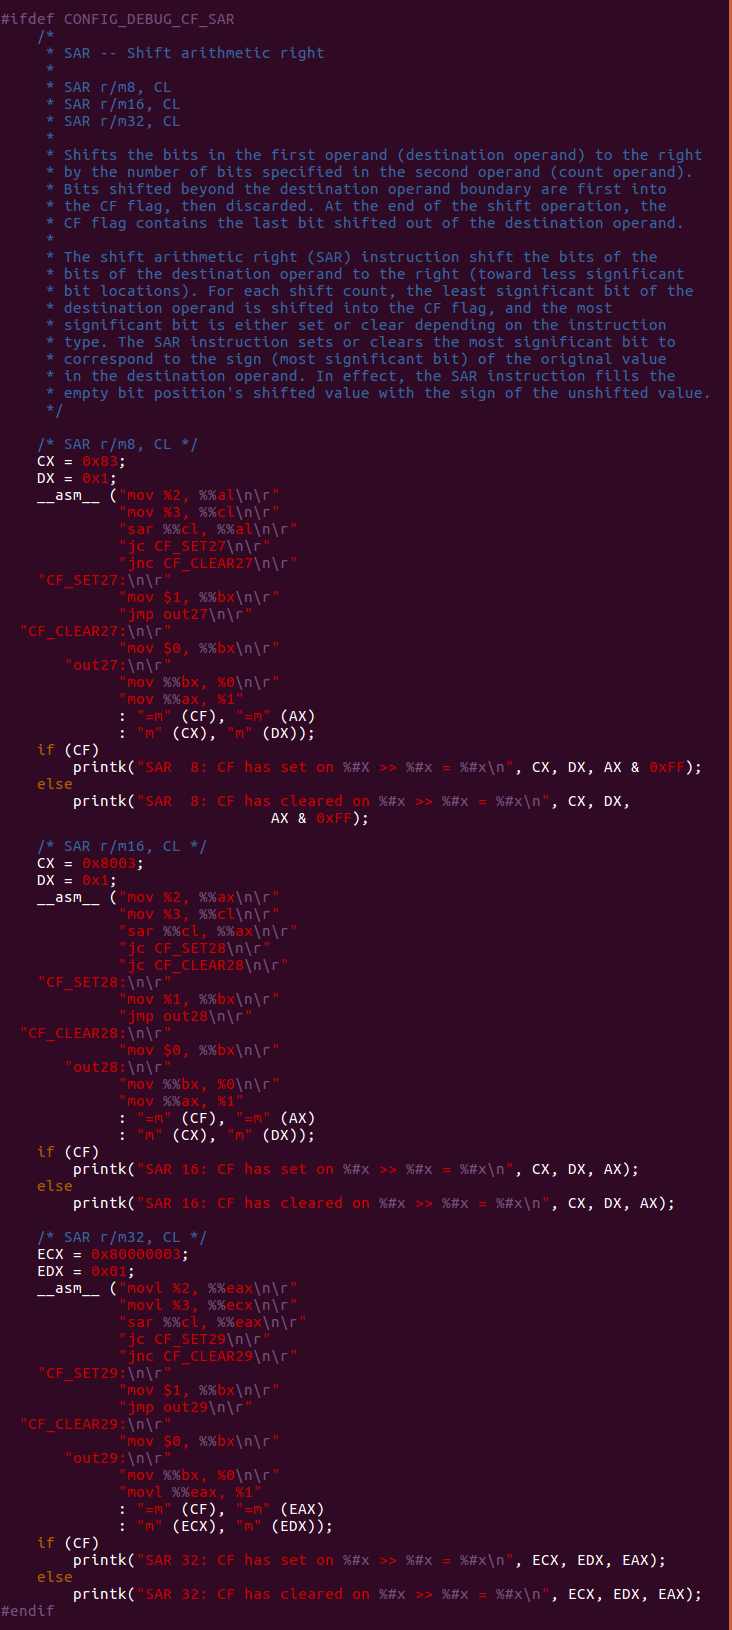 #ifdef CONFIG_DEBUG_CF_SAR
    /*
     * SAR -- Shift arithmetic right
     *
     * SAR r/m8, CL
     * SAR r/m16, CL
     * SAR r/m32, CL
     *
     * Shifts the bits in the first operand (destination operand) to the right
     * by the number of bits specified in the second operand (count operand).
     * Bits shifted beyond the destination operand boundary are first into
     * the CF flag, then discarded. At the end of the shift operation, the
     * CF flag contains the last bit shifted out of the destination operand.
     *
     * The shift arithmetic right (SAR) instruction shift the bits of the
     * bits of the destination operand to the right (toward less significant
     * bit locations). For each shift count, the least significant bit of the
     * destination operand is shifted into the CF flag, and the most
     * significant bit is either set or clear depending on the instruction
     * type. The SAR instruction sets or clears the most significant bit to
     * correspond to the sign (most significant bit) of the original value
     * in the destination operand. In effect, the SAR instruction fills the
     * empty bit position's shifted value with the sign of the unshifted value.
     */

    /* SAR r/m8, CL */
    CX = 0x83;
    DX = 0x1;
    __asm__ ("mov %2, %%al\n\r"
             "mov %3, %%cl\n\r"
             "sar %%cl, %%al\n\r"
             "jc CF_SET27\n\r"
             "jnc CF_CLEAR27\n\r"
    "CF_SET27:\n\r"
             "mov $1, %%bx\n\r"
             "jmp out27\n\r"
  "CF_CLEAR27:\n\r"
             "mov $0, %%bx\n\r"
       "out27:\n\r"
             "mov %%bx, %0\n\r"
             "mov %%ax, %1"
             : "=m" (CF), "=m" (AX)
             : "m" (CX), "m" (DX));
    if (CF)
        printk("SAR  8: CF has set on %#X >> %#x = %#x\n", CX, DX, AX & 0xFF);
    else
        printk("SAR  8: CF has cleared on %#x >> %#x = %#x\n", CX, DX,
                              AX & 0xFF);

    /* SAR r/m16, CL */
    CX = 0x8003;
    DX = 0x1;
    __asm__ ("mov %2, %%ax\n\r"
             "mov %3, %%cl\n\r"
             "sar %%cl, %%ax\n\r"
             "jc CF_SET28\n\r"
             "jc CF_CLEAR28\n\r"
    "CF_SET28:\n\r"
             "mov %1, %%bx\n\r"
             "jmp out28\n\r"
  "CF_CLEAR28:\n\r"
             "mov $0, %%bx\n\r"
       "out28:\n\r"
             "mov %%bx, %0\n\r"
             "mov %%ax, %1"
             : "=m" (CF), "=m" (AX)
             : "m" (CX), "m" (DX));
    if (CF)
        printk("SAR 16: CF has set on %#x >> %#x = %#x\n", CX, DX, AX);
    else
        printk("SAR 16: CF has cleared on %#x >> %#x = %#x\n", CX, DX, AX);

    /* SAR r/m32, CL */
    ECX = 0x80000003;
    EDX = 0x01;
    __asm__ ("movl %2, %%eax\n\r"
             "movl %3, %%ecx\n\r"
             "sar %%cl, %%eax\n\r"
             "jc CF_SET29\n\r"
             "jnc CF_CLEAR29\n\r"
    "CF_SET29:\n\r"
             "mov $1, %%bx\n\r"
             "jmp out29\n\r"
  "CF_CLEAR29:\n\r"
             "mov $0, %%bx\n\r"
       "out29:\n\r"
             "mov %%bx, %0\n\r"
             "movl %%eax, %1"
             : "=m" (CF), "=m" (EAX)
             : "m" (ECX), "m" (EDX));
    if (CF)
        printk("SAR 32: CF has set on %#x >> %#x = %#x\n", ECX, EDX, EAX);
    else
        printk("SAR 32: CF has cleared on %#x >> %#x = %#x\n", ECX, EDX, EAX);
#endif